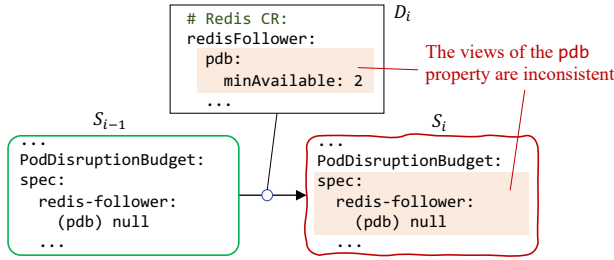 D_i
# Redis CR:
redisFollower:
  pdb:
    minAvailable: 2
  ...
The views of the pdb
property are inconsistent
S_{i-1}
...
PodDisruptionBudget:
spec:
  redis-follower:
    (pdb) null
  ...
S_i
...
PodDisruptionBudget:
spec:
  redis-follower:
    (pdb) null
  ...